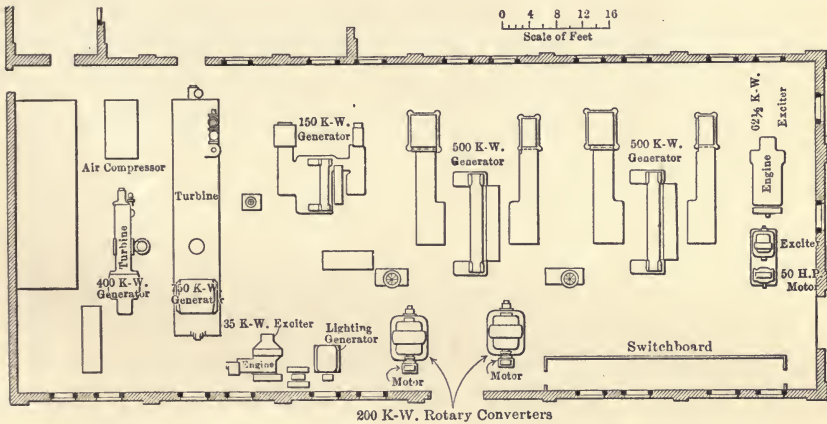 0 4 8 12 16
Scale of Feet
62½ K-W.
Exciter
150 K-W.
Generator
500 K-W.
Generator
500 K-W.
Generator
Air Compressor
Turbine
Engine
Turbine
Exciter
400 K-W.
Generator
750 K-W.
Generator
50 H.P.
Motor
35 K-W. Exciter
Engine
Lighting
Generator
Motor
Motor
Switchboard
200 K-W. Rotary Converters